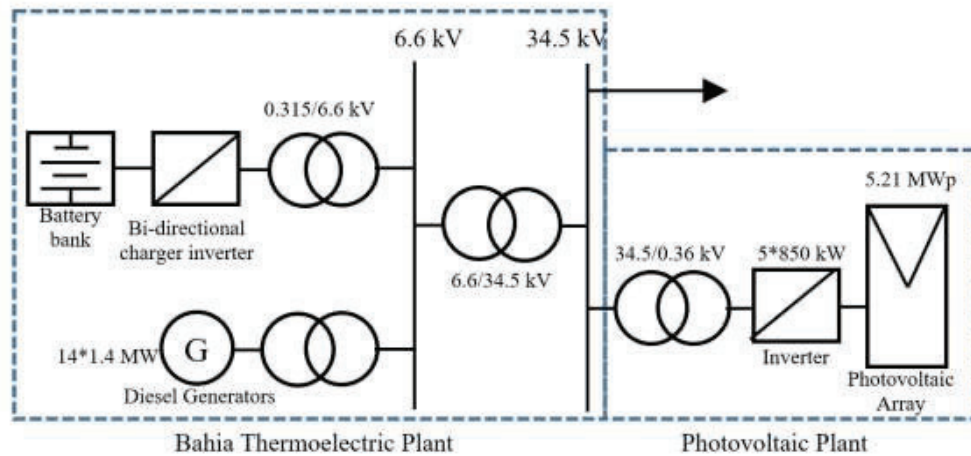 6.6 kV
34.5 kV
0.315/6.6 kV
Battery
bank
Bi-directional
charger inverter
6.6/34.5 kV
5.21 MWp
34.5/0.36 kV
5*850 kW
Inverter
Photovoltaic
Array
14*1.4 MW
G
Diesel Generators
Bahia Thermoelectric Plant
Photovoltaic Plant